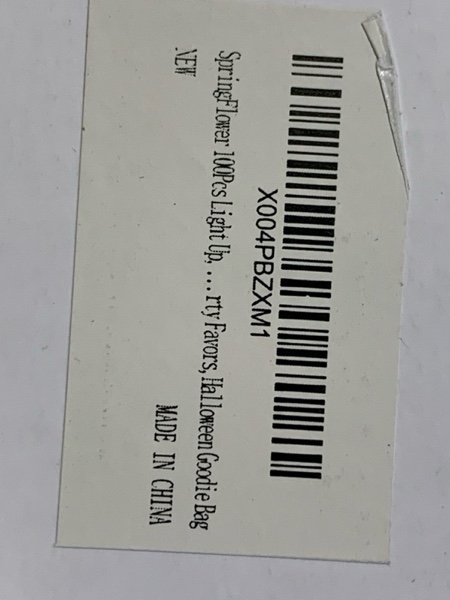 X004PBZXM1
SpringFlower 100Pcs Light Up, ...rty Favors, Halloween Goodie Bag
NEW
MADE IN CHINA